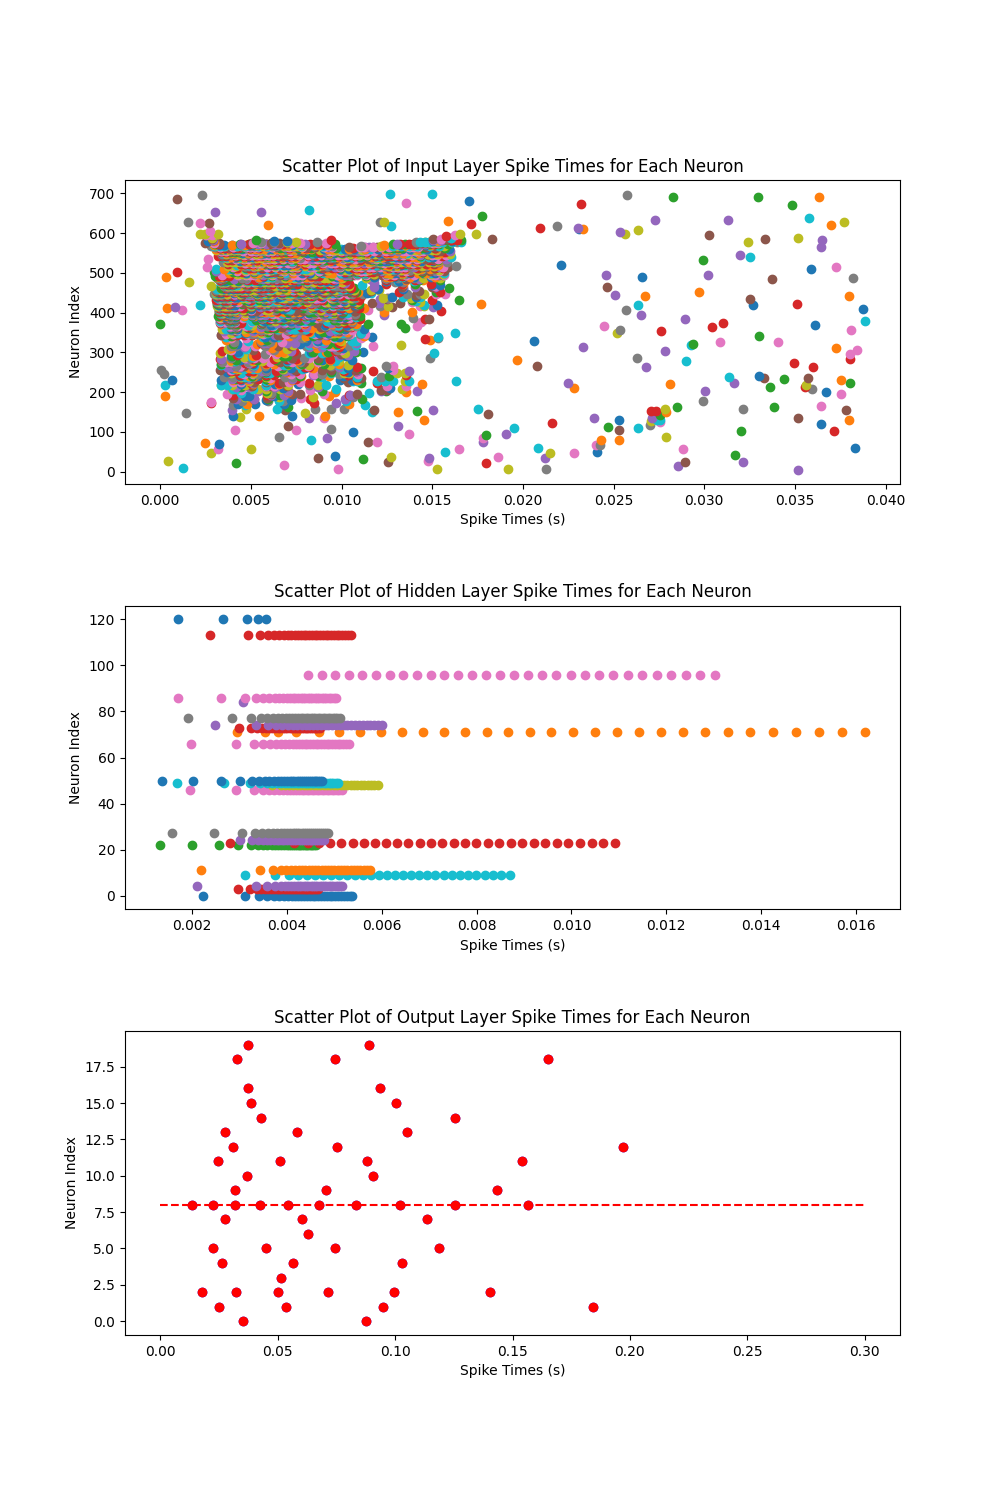 Scatter Plot of Input Layer Spike Times for Each Neuron
Neuron Index
700
600
500
400
300
200
100
0
0.000 0.005 0.010 0.015 0.020 0.025 0.030 0.035 0.040
Spike Times (s)
Scatter Plot of Hidden Layer Spike Times for Each Neuron
Neuron Index
120
100
80
60
40
20
0
0.002 0.004 0.006 0.008 0.010 0.012 0.014 0.016
Spike Times (s)
Scatter Plot of Output Layer Spike Times for Each Neuron
Neuron Index
17.5
15.0
12.5
10.0
7.5
5.0
2.5
0.0
0.00 0.05 0.10 0.15 0.20 0.25 0.30
Spike Times (s)